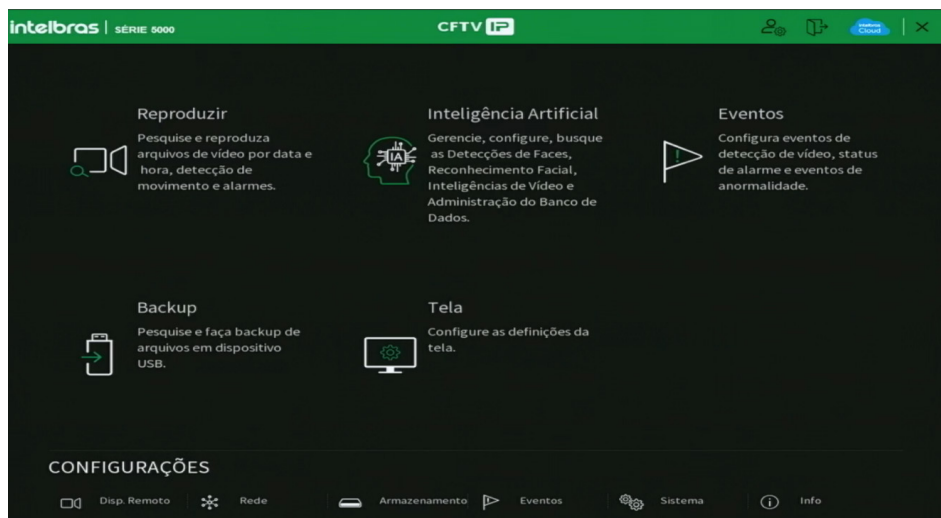 intelbras | SÉRIE 5000
CFTV IP
intelbras
Cloud
Reproduzir
Pesquise e reproduza
arquivos de vídeo por data e
hora, detecção de
movimento e alarmes.
Inteligência Artificial
Gerencie, configure, busque
as Detecções de Faces,
Reconhecimento Facial,
Inteligências de Vídeo e
Administração do Banco de
Dados.
IA
Eventos
Configura eventos de
detecção de vídeo, status
de alarme e eventos de
anormalidade.
Backup
Pesquise e faça backup de
arquivos em dispositivo
USB.
Tela
Configure as definições da
tela.
CONFIGURAÇÕES
Disp. Remoto
Rede
Armazenamento
Eventos
Sistema
Info